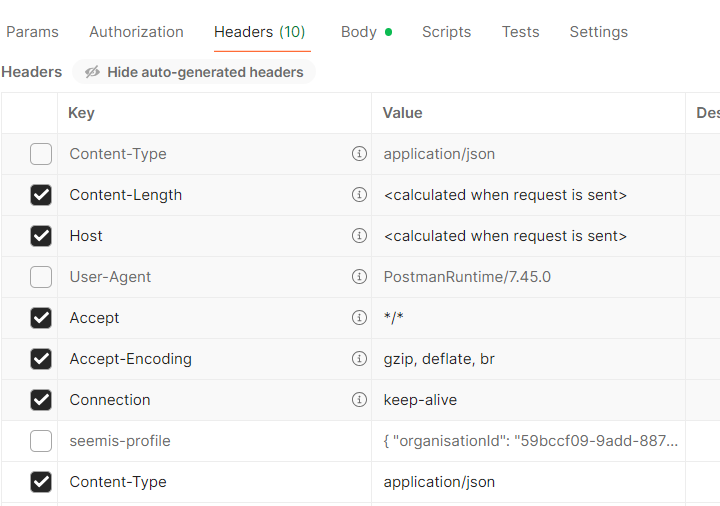 Params Authorization Headers (10) Body Scripts Tests Settings
Headers Hide auto-generated headers
Key Value Des
Content-Type application/json
Content-Length <calculated when request is sent>
Host <calculated when request is sent>
User-Agent PostmanRuntime/7.45.0
Accept */*
Accept-Encoding gzip, deflate, br
Connection keep-alive
seemis-profile { "organisationId": "59bccf09-9add-887...
Content-Type application/json